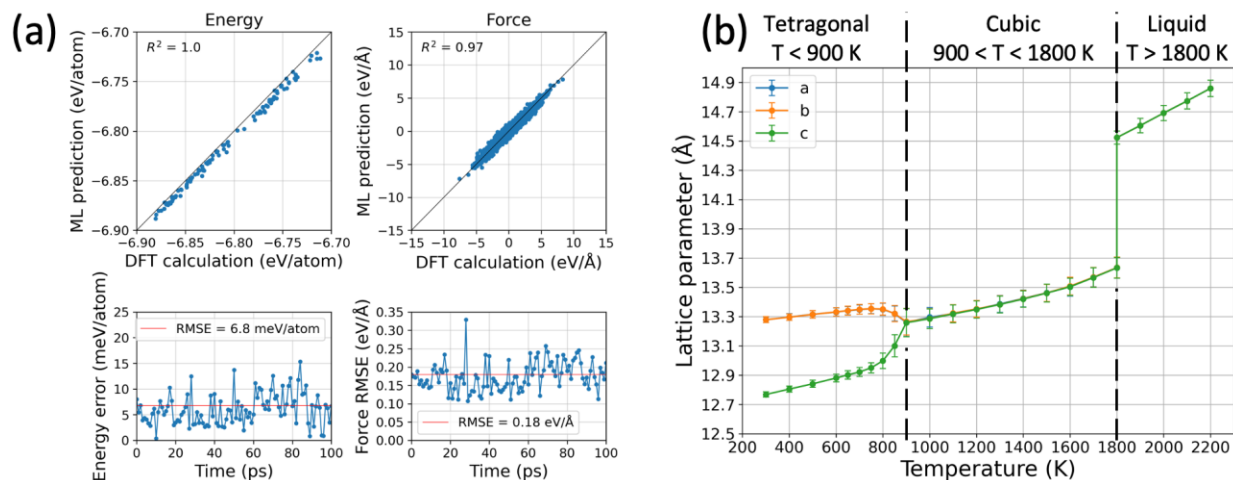 (a)
Energy
R² = 1.0
ML prediction (eV/atom)
−6.70
−6.75
−6.80
−6.85
−6.90
−6.90 −6.85 −6.80 −6.75 −6.70
DFT calculation (eV/atom)
Force
R² = 0.97
ML prediction (eV/Å)
15
10
5
0
−5
−10
−15
−15 −10 −5 0 5 10 15
DFT calculation (eV/Å)
Energy error (meV/atom)
25
20
15
10
5
0
RMSE = 6.8 meV/atom
0 20 40 60 80 100
Time (ps)
Force RMSE (eV/Å)
0.35
0.30
0.25
0.20
0.15
0.10
0.05
0.00
RMSE = 0.18 eV/Å
0 20 40 60 80 100
Time (ps)
(b)
Tetragonal
T < 900 K
Cubic
900 < T < 1800 K
Liquid
T > 1800 K
Lattice parameter (Å)
14.9
14.7
14.5
14.3
14.1
13.9
13.7
13.5
13.3
13.1
12.9
12.7
12.5
a
b
c
200 400 600 800 1000 1200 1400 1600 1800 2000 2200
Temperature (K)